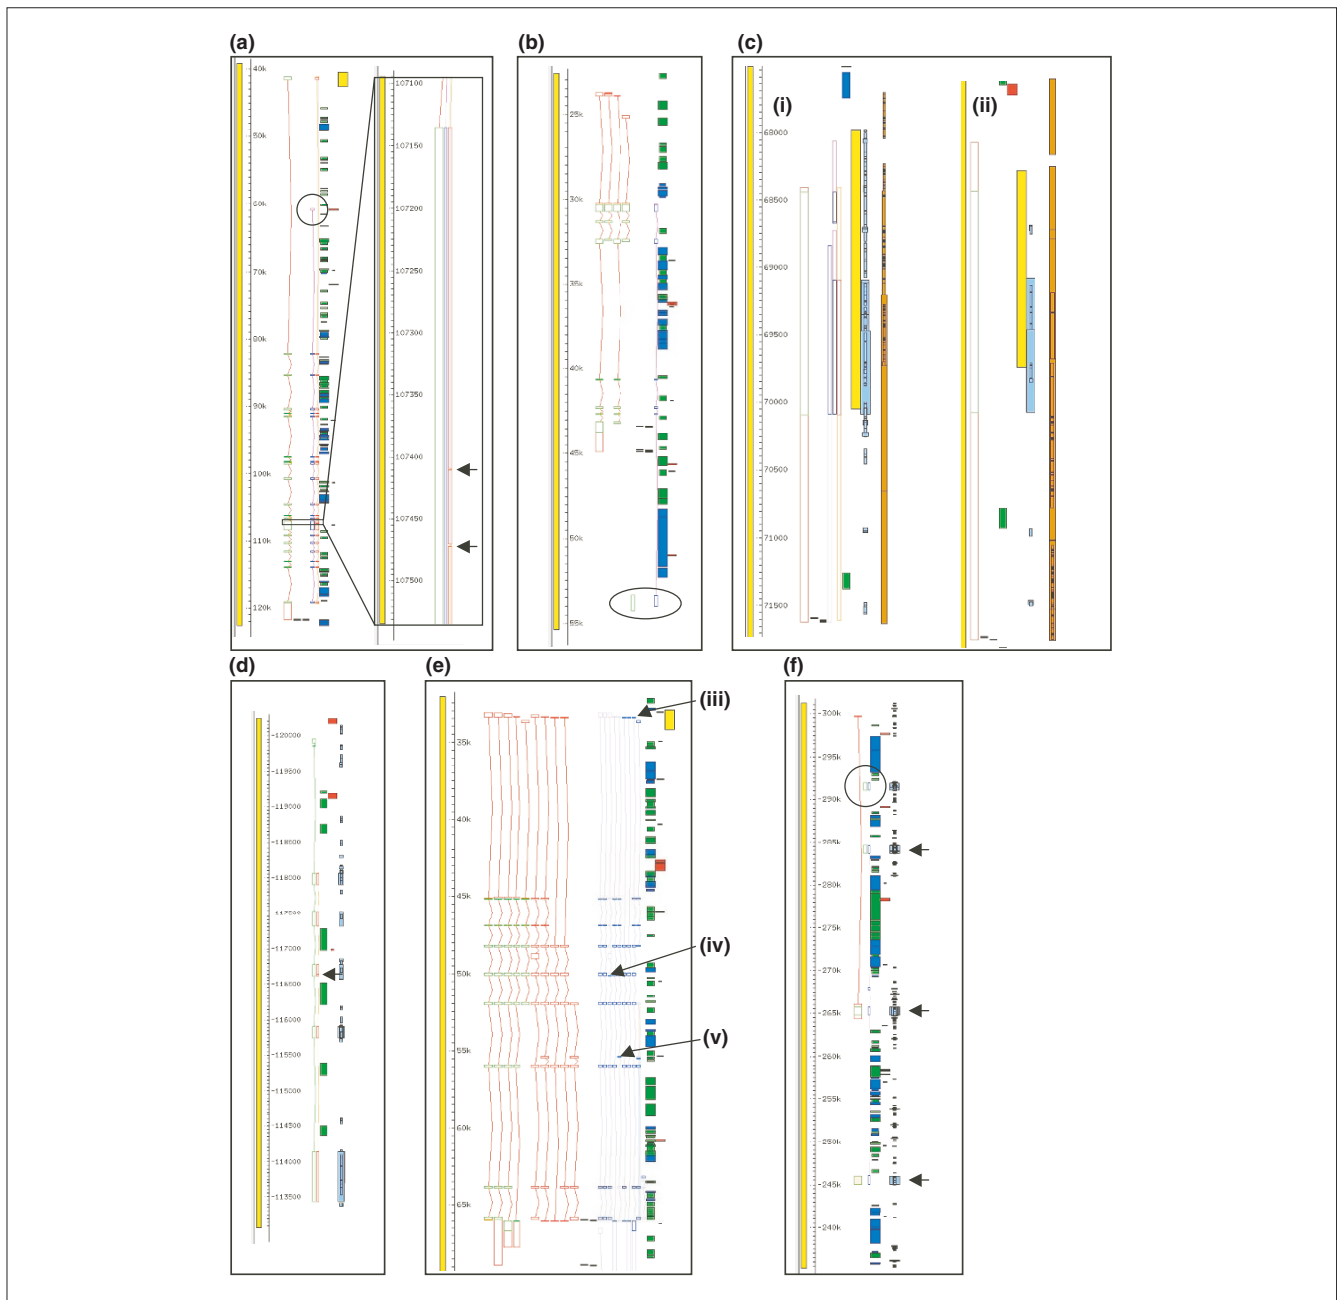 (a)
40k
50k
60k
70k
80k
90k
100k
110k
120k
107100
107150
107200
107250
107300
107350
107400
107450
107500
(b)
25k
30k
35k
40k
45k
50k
55k
(c)
(i)
68000
68500
69000
69500
70000
70500
71000
71500
(ii)
(d)
120000
119500
119000
118500
118000
117500
117000
116500
116000
115500
115000
114500
114000
113500
(e)
35k
40k
45k
50k
55k
60k
65k
(iii)
(iv)
(v)
(f)
300k
295k
290k
285k
280k
275k
270k
265k
260k
255k
250k
245k
240k